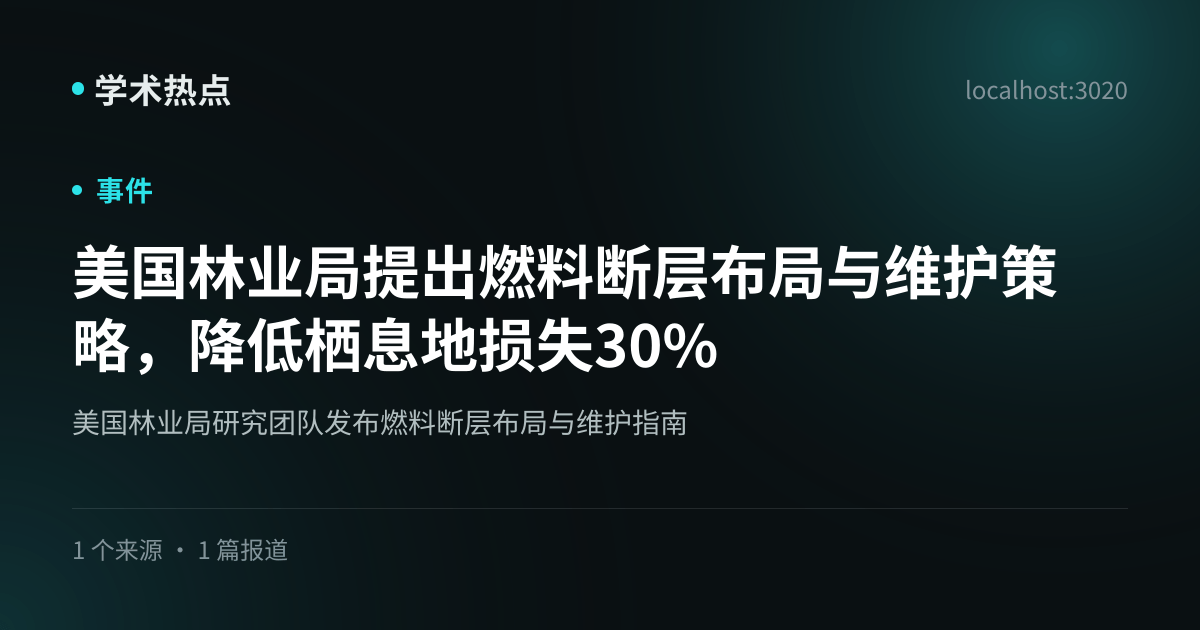 学术热点
localhost:3020
事件
美国林业局提出燃料断层布局与维护策
略，降低栖息地损失30%
美国林业局研究团队发布燃料断层布局与维护指南
1 个来源 · 1 篇报道